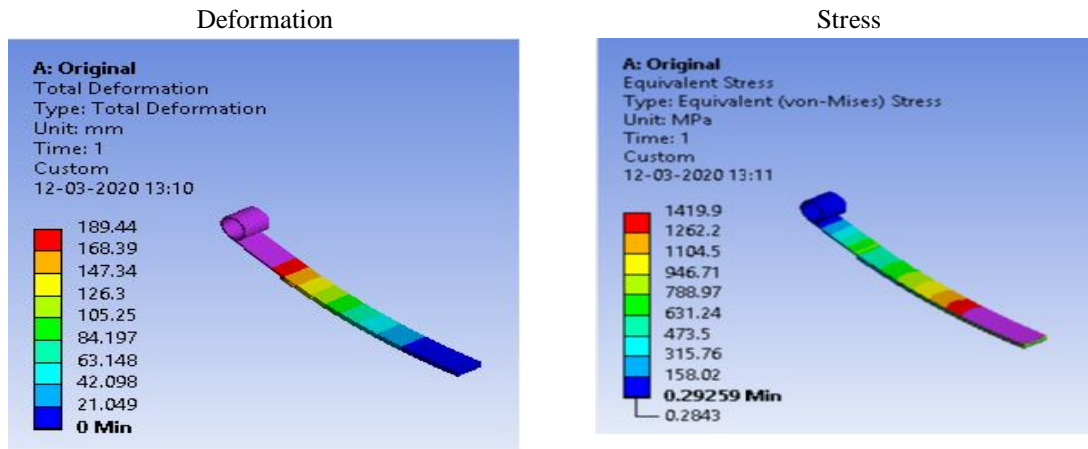 Deformation
Stress
A: Original
Total Deformation
Type: Total Deformation
Unit: mm
Time: 1
Custom
12-03-2020 13:10
189.44
168.39
147.34
126.3
105.25
84.197
63.148
42.098
21.049
0 Min
A: Original
Equivalent Stress
Type: Equivalent (von-Mises) Stress
Unit: MPa
Time: 1
Custom
12-03-2020 13:11
1419.9
1262.2
1104.5
946.71
788.97
631.24
473.5
315.76
158.02
0.29259 Min
0.2843